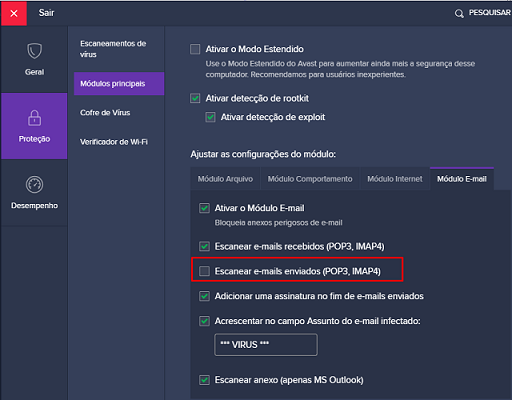 Sair
PESQUISAR
Geral
Proteção
Desempenho
Escaneamentos de
vírus
Módulos principais
Cofre de Vírus
Verificador de Wi-Fi
Ativar o Modo Estendido
Use o Modo Estendido do Avast para aumentar ainda mais a segurança desse
computador. Recomendamos para usuários inexperientes.
Ativar detecção de rootkit
Ativar detecção de exploit
Ajustar as configurações do módulo:
Módulo Arquivo
Módulo Comportamento
Módulo Internet
Módulo E-mail
Ativar o Módulo E-mail
Bloqueia anexos perigosos de e-mail
Escanear e-mails recebidos (POP3, IMAP4)
Escanear e-mails enviados (POP3, IMAP4)
Adicionar uma assinatura no fim de e-mails enviados
Acrescentar no campo Assunto do e-mail infectado:
*** VIRUS ***
Escanear anexo (apenas MS Outlook)